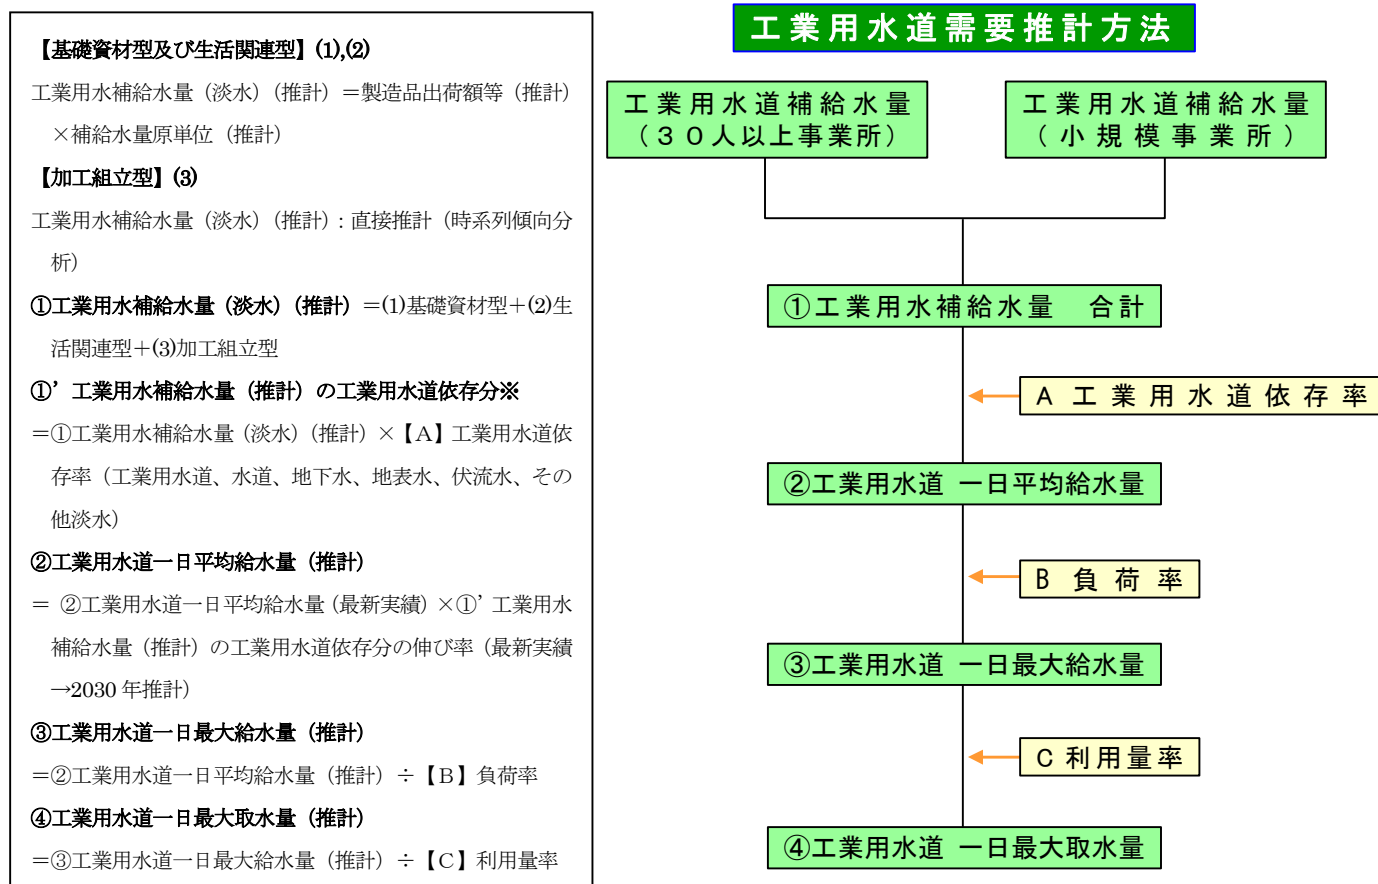 【基礎資材型及び生活関連型】(1),(2)
工業用水補給水量（淡水）（推計）＝製造品出荷額等（推計）
×補給水量原単位（推計）
【加工組立型】(3)
工業用水補給水量（淡水）（推計）：直接推計（時系列傾向分
析）
①工業用水補給水量（淡水）（推計）＝(1)基礎資材型＋(2)生
活関連型＋(3)加工組立型
①’工業用水補給水量（推計）の工業用水道依存分※
＝①工業用水補給水量（淡水）（推計）×【A】工業用水道依
存率（工業用水道、水道、地下水、地表水、伏流水、その
他淡水）
②工業用水道一日平均給水量（推計）
＝ ②工業用水道一日平均給水量（最新実績）×①’工業用水
補給水量（推計）の工業用水道依存分の伸び率（最新実績
→2030 年推計）
③工業用水道一日最大給水量（推計）
＝②工業用水道一日平均給水量（推計）÷【B】負荷率
④工業用水道一日最大取水量（推計）
＝③工業用水道一日最大給水量（推計）÷【C】利用量率
工業用水道需要推計方法
工業用水道補給水量
（３０人以上事業所）
工業用水道補給水量
（小規模事業所）
①工業用水補給水量　合計
A 工業用水道依存率
②工業用水道 一日平均給水量
B 負荷率
③工業用水道 一日最大給水量
C 利用量率
④工業用水道 一日最大取水量